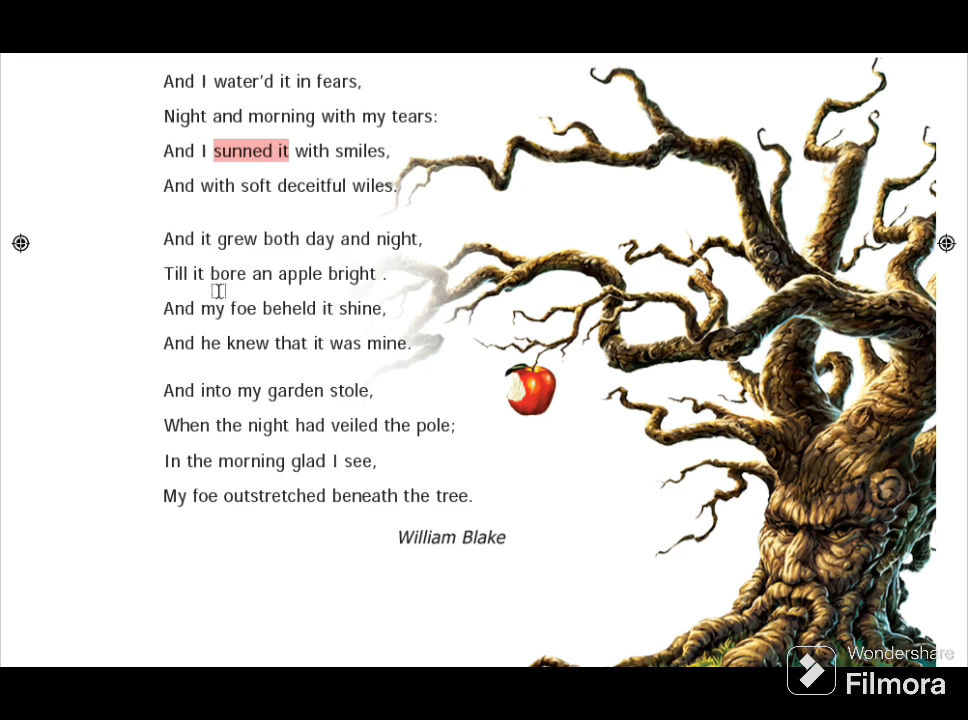 And I water'd it in fears,
Night and morning with my tears:
And I sunned it with smiles,
And with soft deceitful wiles.
And it grew both day and night,
Till it bore an apple bright .
And my foe beheld it shine,
And he knew that it was mine.
And into my garden stole,
When the night had veiled the pole;
In the morning glad I see,
My foe outstretched beneath the tree.
William Blake
Wondershare
Filmora